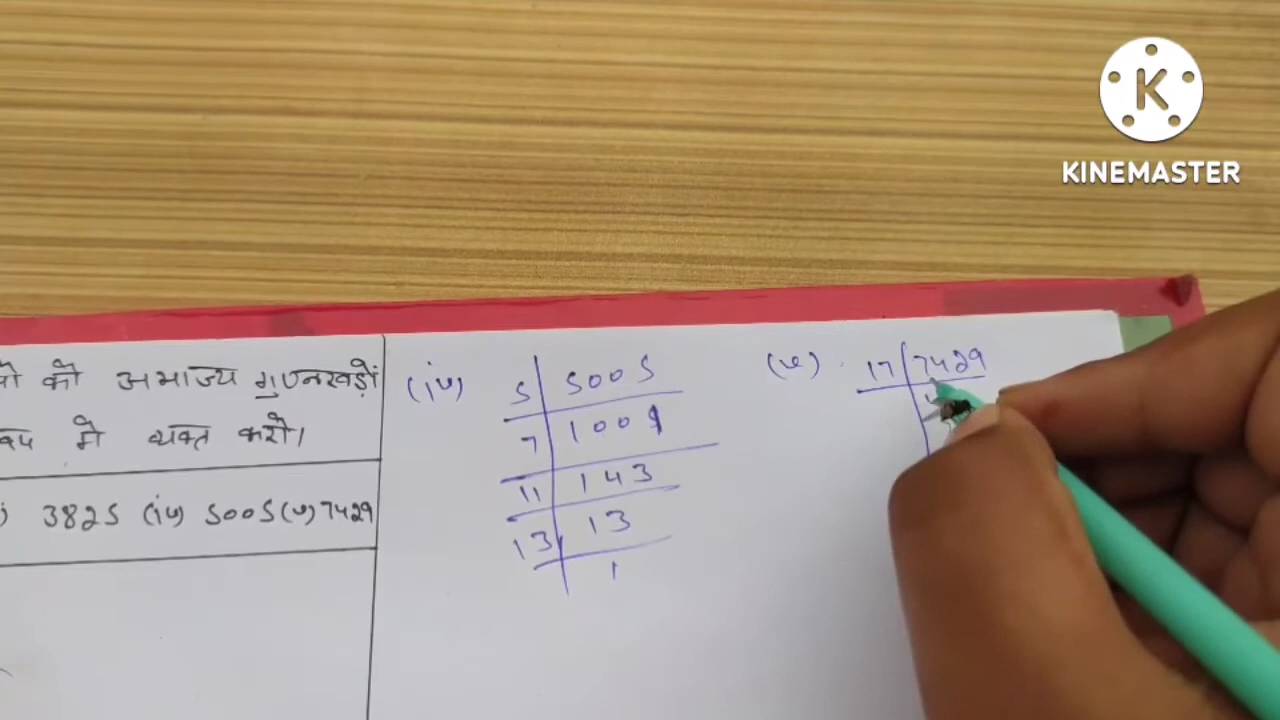 K
KINEMASTER
को अभाज्य गुणनखडों
में व्यक्त करो।
3825 (iv) 5005 (v) 7429
(iv) 5 5005
7 1001
11 143
13 13
1
(v) 17 7429